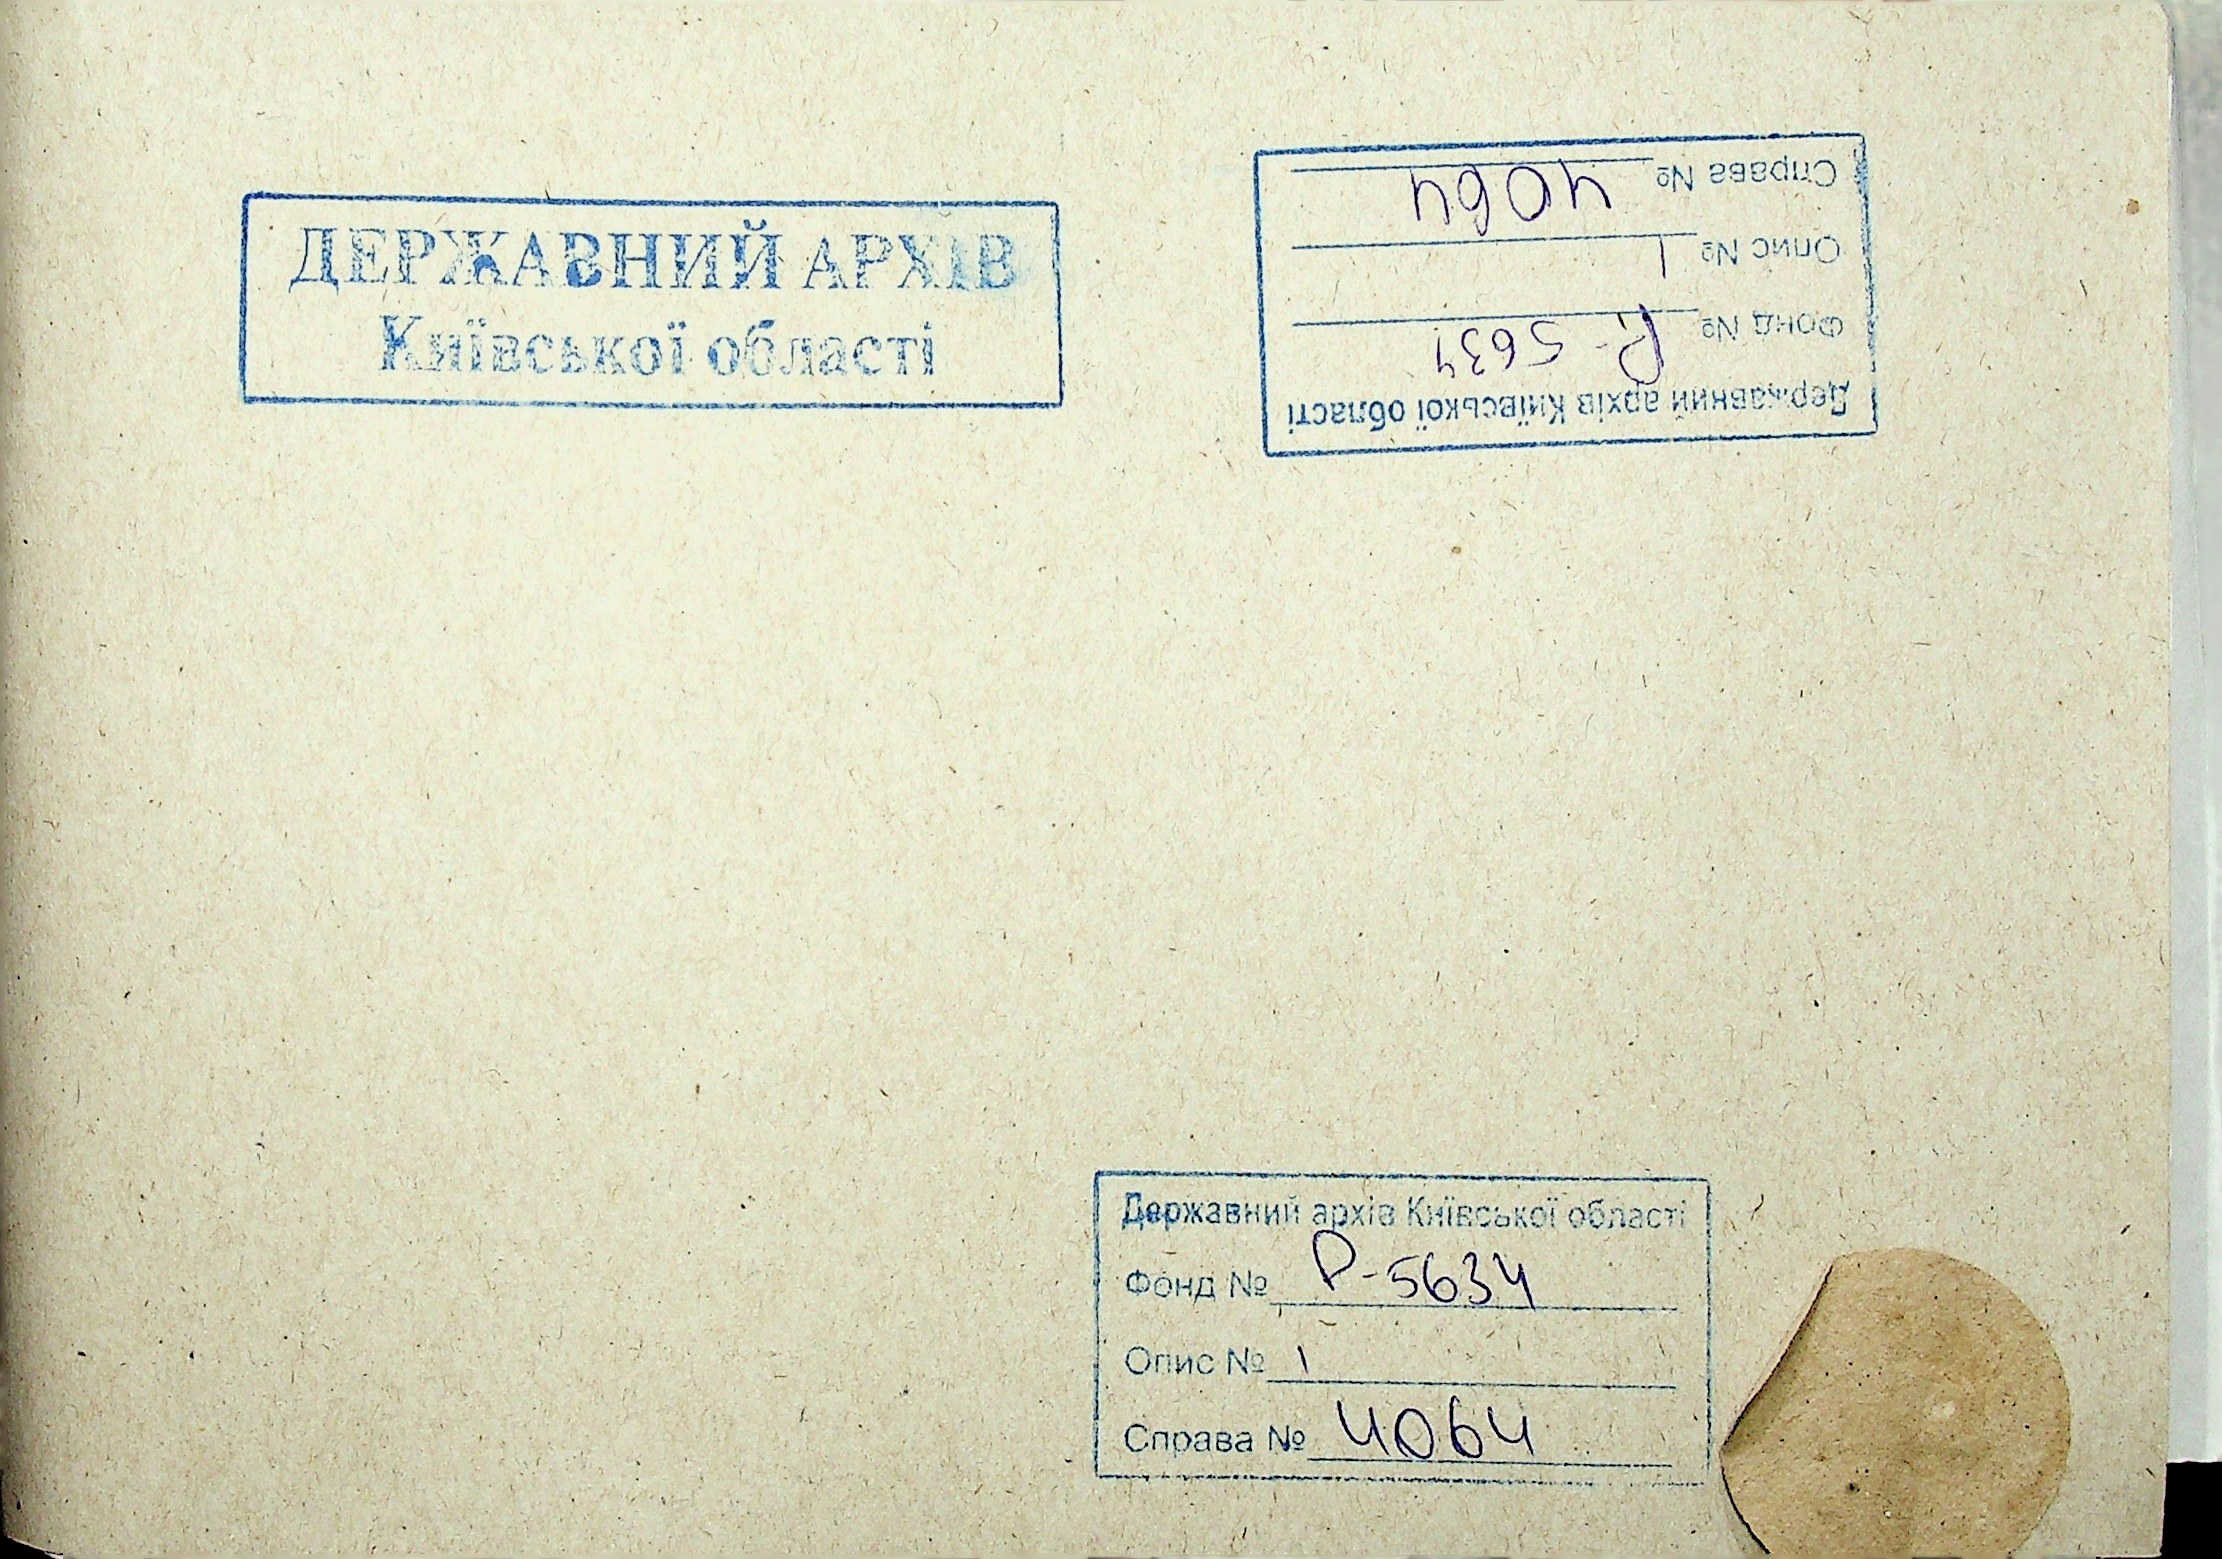 ДЕРЖАВНИЙ АРХІВ
Київської області
Державний архів Київської області
Фонд № Р-5634
Опис № 1
Справа № 4064
Державний архів Київської області
Фонд № Р-5634
Опис № 1
Справа № 4064